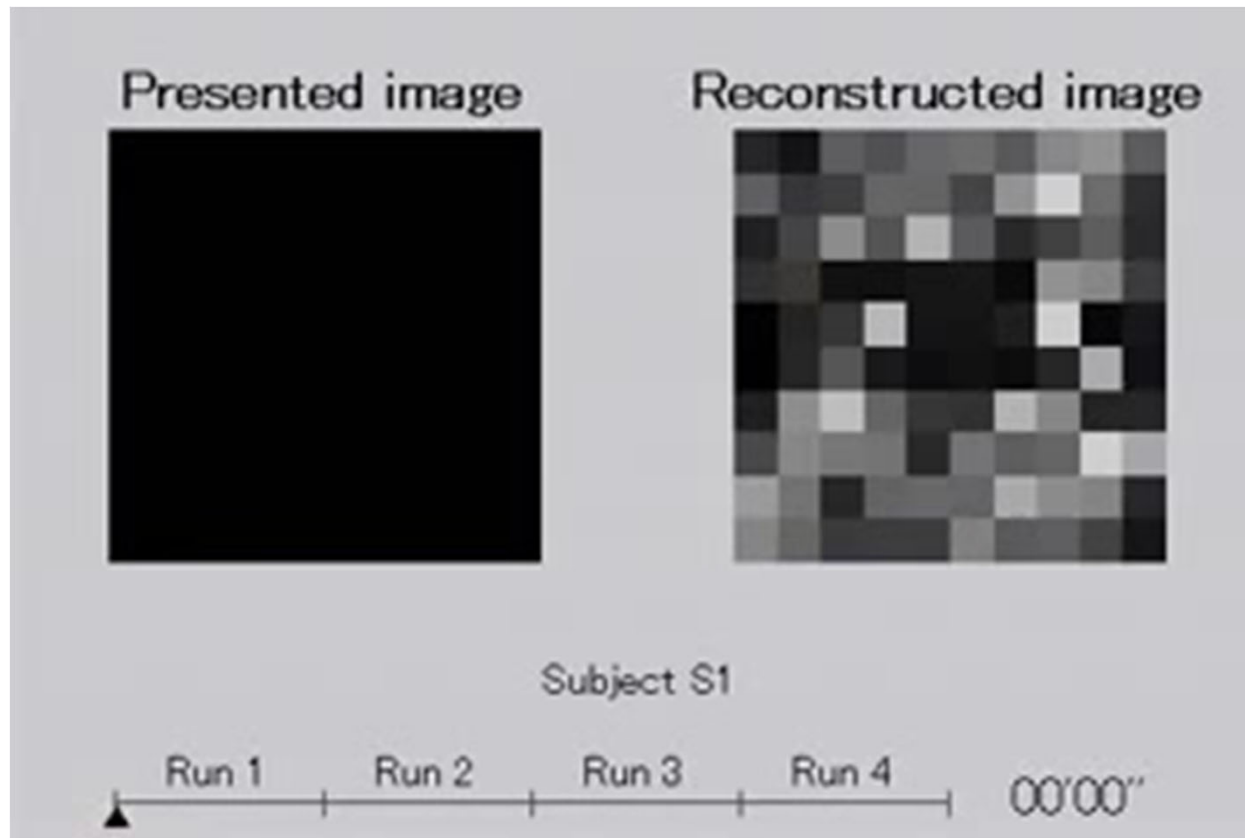 Presented image
Reconstructed image
Subject S1
Run 1
Run 2
Run 3
Run 4
00'00"